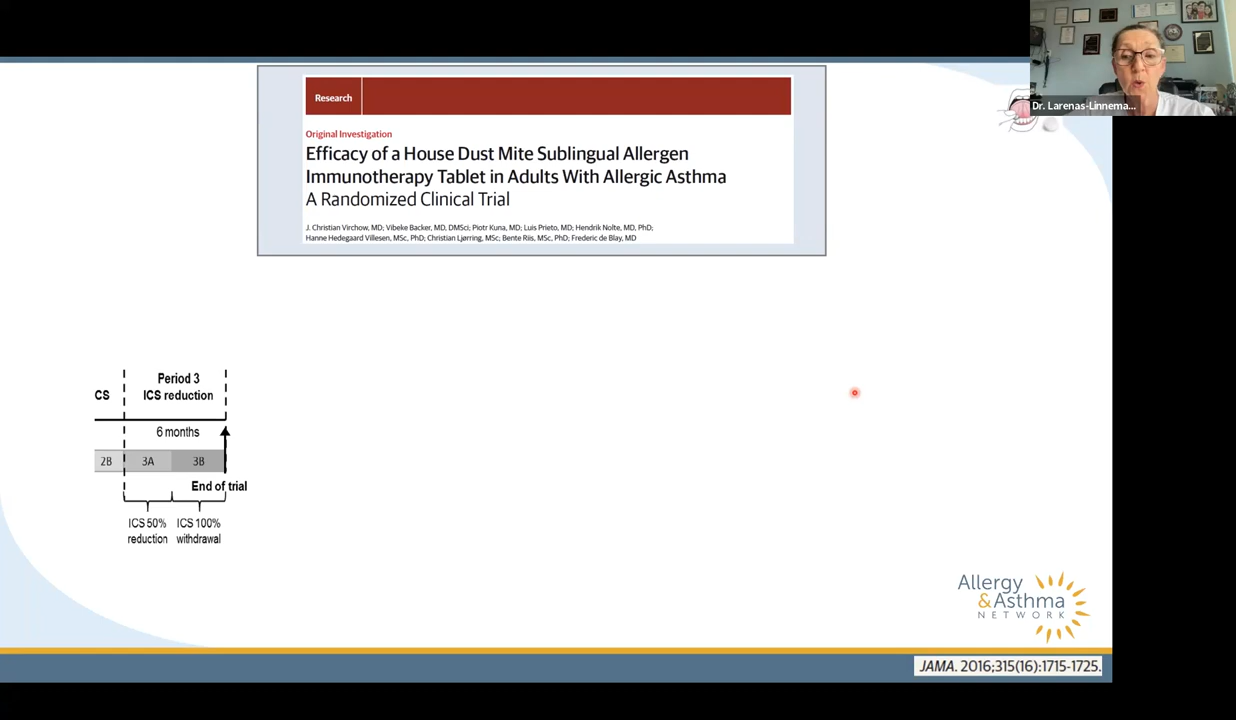 Dr. Larenas-Linnema...
Research
Original Investigation
Efficacy of a House Dust Mite Sublingual Allergen
Immunotherapy Tablet in Adults With Allergic Asthma
A Randomized Clinical Trial
J. Christian Virchow, MD; Vibeke Backer, MD, DMSci; Piotr Kuna, MD; Luis Prieto, MD; Hendrik Nolte, MD, PhD;
Hanne Hedegaard Villesen, MSc, PhD; Christian Ljørring, MSc; Bente Riis, MSc, PhD; Frederic de Blay, MD
Period 3
CS ICS reduction
6 months
2B 3A 3B
End of trial
ICS 50% ICS 100%
reduction withdrawal
Allergy
&Asthma
NETWORK
JAMA. 2016;315(16):1715-1725.